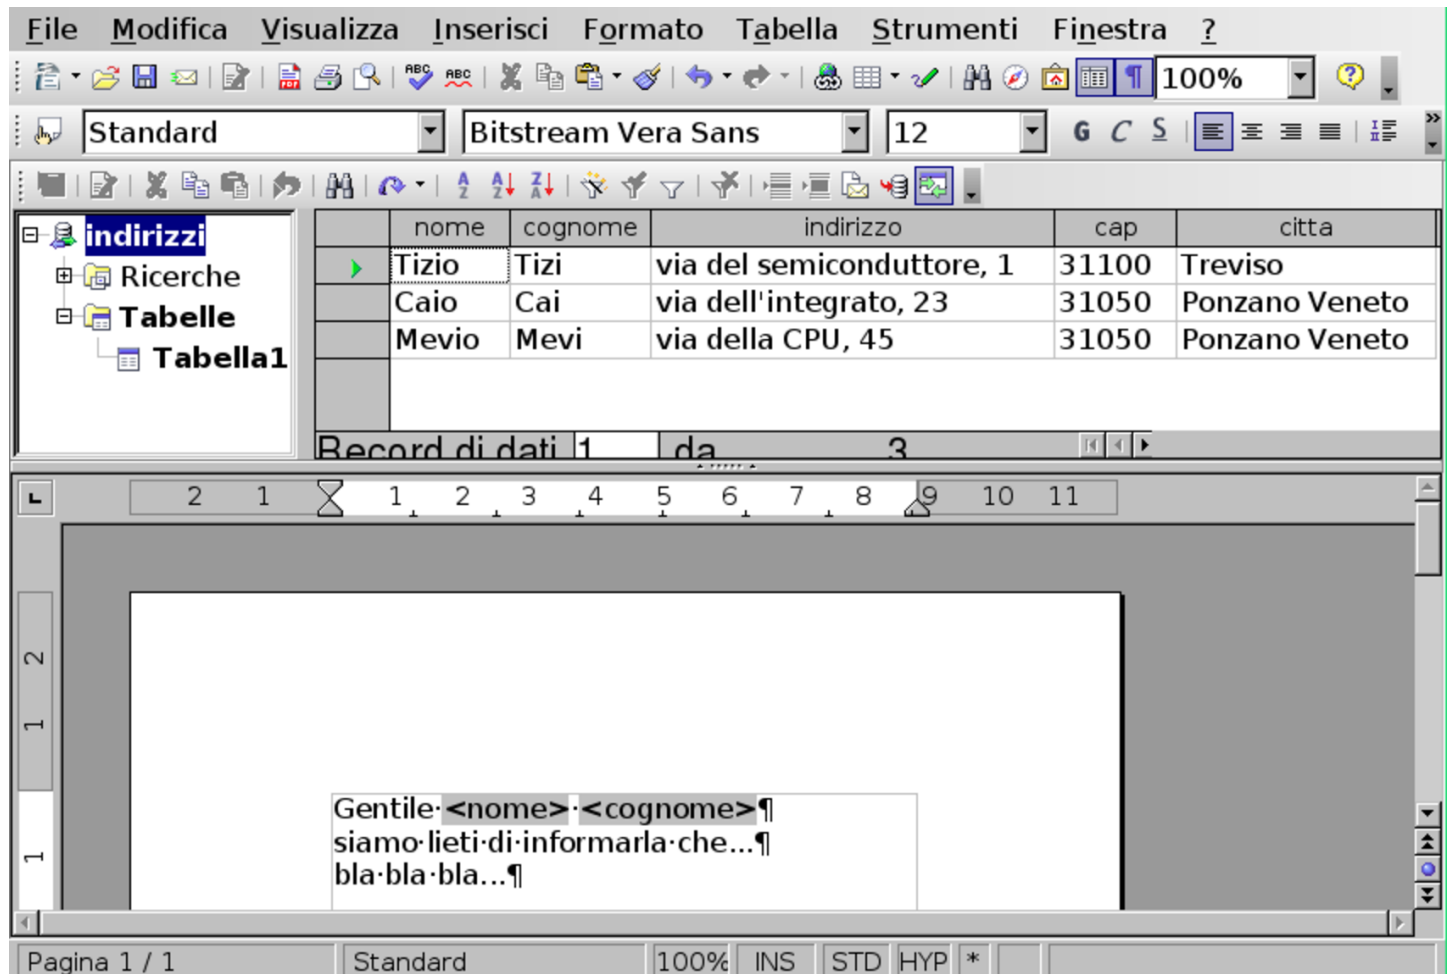 File Modifica Visualizza Inserisci Formato Tabella Strumenti Finestra ?
100%
Standard Bitstream Vera Sans 12 G C S
indirizzi
Ricerche
Tabelle
Tabella1
nome cognome indirizzo cap citta
Tizio Tizi via del semiconduttore, 1 31100 Treviso
Caio Cai via dell'integrato, 23 31050 Ponzano Veneto
Mevio Mevi via della CPU, 45 31050 Ponzano Veneto
Record di dati 1 da 3
2 1 1 2 3 4 5 6 7 8 9 10 11
2
1
1
Gentile·<nome>·<cognome>¶
siamo·lieti·di·informarla·che...¶
bla·bla·bla...¶
Pagina 1 / 1 Standard 100% INS STD HYP *